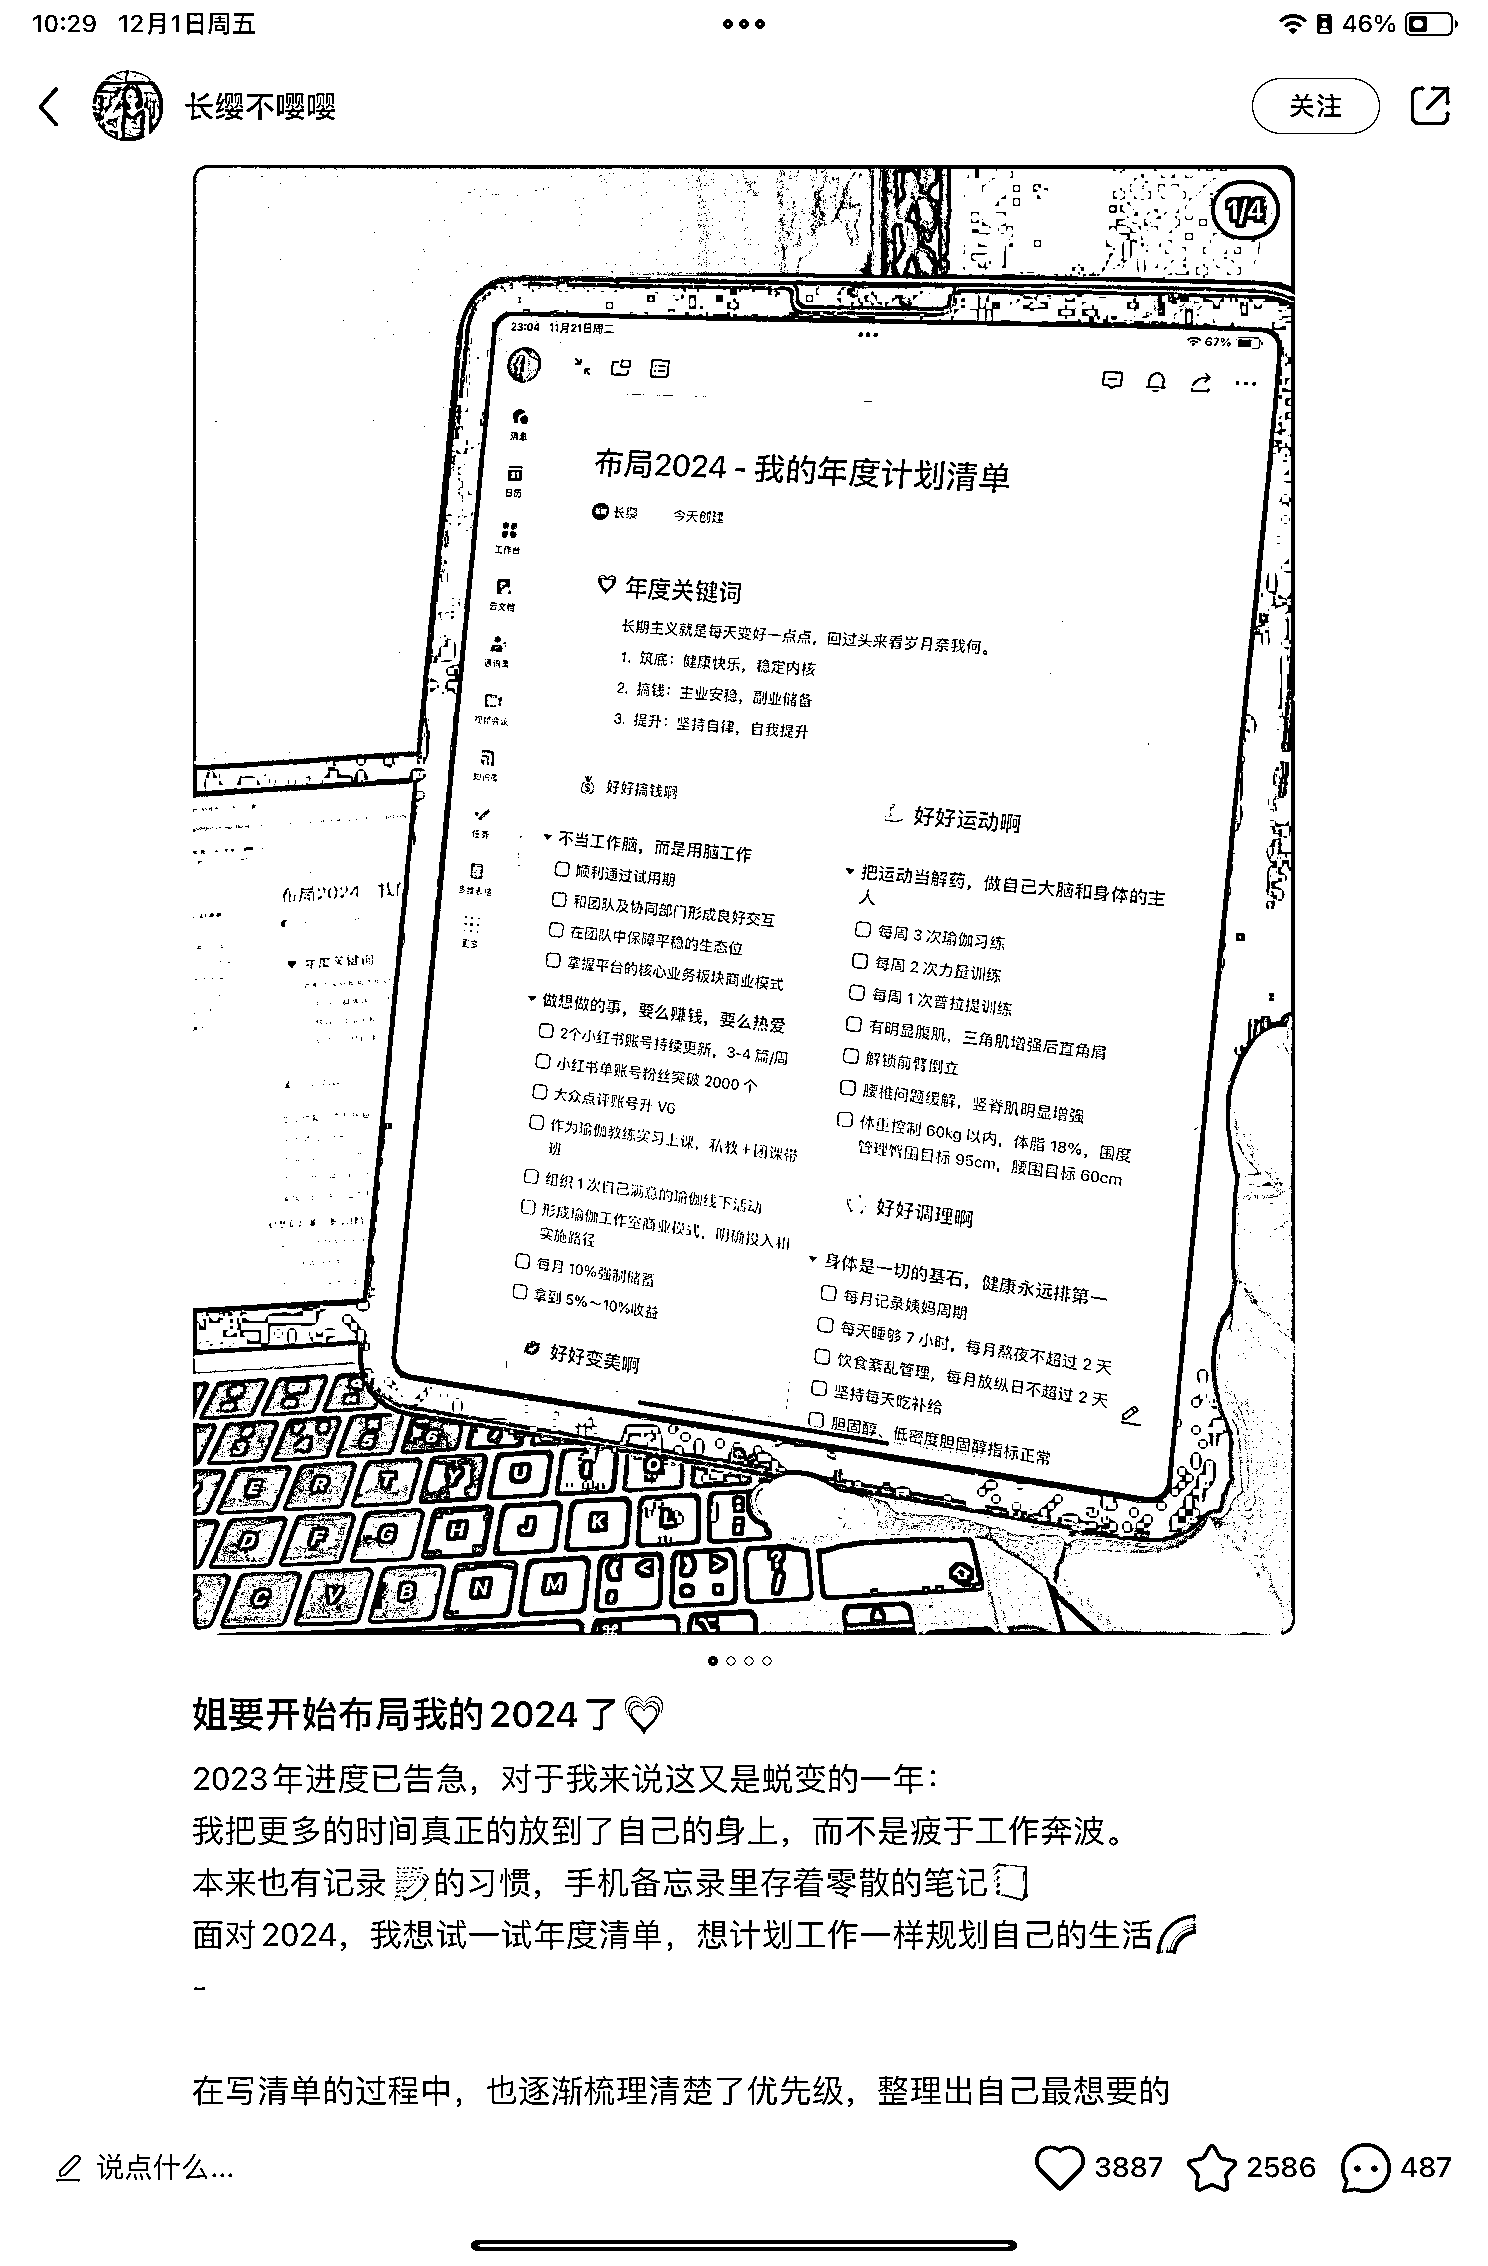 10:29 12月1日周五
46%
长缨不嘤嘤
关注
1/4
23:04 11月21日周二
67%
消息
日历
工作台
云文档
任务
更多
布局2024 - 我的年度计划清单
长缨 今天创建
年度关键词
长期主义就是每天变好一点点，回过头来看岁月奈我何。
1. 筑底：健康快乐，稳定内核
2. 搞钱：主业安稳，副业储备
3. 提升：坚持自律，自我提升
好好搞钱啊
不当工作脑，而是用脑工作
顺利通过试用期
和团队及协同部门形成良好交互
在团队中保障平稳的生态位
掌握平台的核心业务板块商业模式
做想做的事，要么赚钱，要么热爱
2个小红书账号持续更新，3-4 篇/周
小红书单账号粉丝突破 2000 个
大众点评账号升 V6
作为瑜伽教练实习上课，私教+团课带
班
组织 1 次自己满意的瑜伽线下活动
形成瑜伽工作室商业模式，明确投入和
实施路径
每月 10%强制储蓄
拿到 5%～10%收益
好好变美啊
好好运动啊
把运动当解药，做自己大脑和身体的主
人
每周 3 次瑜伽习练
每周 2 次力量训练
每周 1 次普拉提训练
有明显腹肌，三角肌增强后直角肩
解锁前臂倒立
腰椎问题缓解，竖脊肌明显增强
体重控制 60kg 以内，体脂 18%，围度
管理臀围目标 95cm，腰围目标 60cm
好好调理啊
身体是一切的基石，健康永远排第一
每月记录姨妈周期
每天睡够 7 小时，每月熬夜不超过 2 天
饮食紊乱管理，每月放纵日不超过 2 天
坚持每天吃补给
胆固醇、低密度胆固醇指标正常
布局2024
年度关键词
E R T Y U I O
D F G H J K L
C V B N M
姐要开始布局我的2024了
2023年进度已告急，对于我来说这又是蜕变的一年：
我把更多的时间真正的放到了自己的身上，而不是疲于工作奔波。
本来也有记录的习惯，手机备忘录里存着零散的笔记
面对2024，我想试一试年度清单，想计划工作一样规划自己的生活
-
在写清单的过程中，也逐渐梳理清楚了优先级，整理出自己最想要的
说点什么...
3887 2586 487